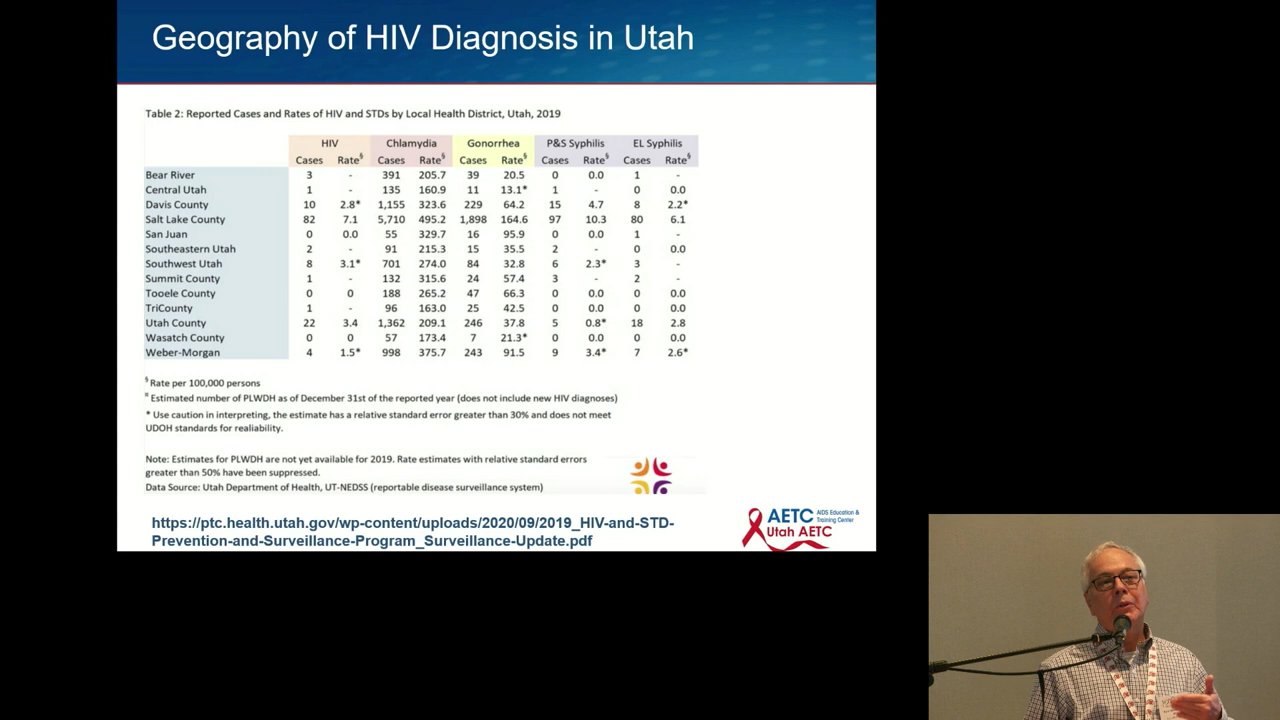 Geography of HIV Diagnosis in Utah
Table 2: Reported Cases and Rates of HIV and STDs by Local Health District, Utah, 2019
HIV Chlamydia Gonorrhea P&S Syphilis EL Syphilis
Cases Rate§ Cases Rate§ Cases Rate§ Cases Rate§ Cases Rate§
Bear River 3 - 391 205.7 39 20.5 0 0.0 1 -
Central Utah 1 - 135 160.9 11 13.1* 1 - 0 0.0
Davis County 10 2.8* 1,155 323.6 229 64.2 15 4.7 8 2.2*
Salt Lake County 82 7.1 5,710 495.2 1,898 164.6 97 10.3 80 6.1
San Juan 0 0.0 55 329.7 16 95.9 0 0.0 1 -
Southeastern Utah 2 - 91 215.3 15 35.5 2 - 0 0.0
Southwest Utah 8 3.1* 701 274.0 84 32.8 6 2.3* 3 -
Summit County 1 - 132 315.6 24 57.4 3 - 2 -
Tooele County 0 0 188 265.2 47 66.3 0 0.0 0 0.0
TriCounty 1 - 96 163.0 25 42.5 0 0.0 0 0.0
Utah County 22 3.4 1,362 209.1 246 37.8 5 0.8* 18 2.8
Wasatch County 0 0 57 173.4 7 21.3* 0 0.0 0 0.0
Weber-Morgan 4 1.5* 998 375.7 243 91.5 9 3.4* 7 2.6*
§ Rate per 100,000 persons
¤ Estimated number of PLWDH as of December 31st of the reported year (does not include new HIV diagnoses)
* Use caution in interpreting, the estimate has a relative standard error greater than 30% and does not meet
UDOH standards for realiability.
Note: Estimates for PLWDH are not yet available for 2019. Rate estimates with relative standard errors
greater than 50% have been suppressed.
Data Source: Utah Department of Health, UT-NEDSS (reportable disease surveillance system)
https://ptc.health.utah.gov/wp-content/uploads/2020/09/2019_HIV-and-STD-
Prevention-and-Surveillance-Program_Surveillance-Update.pdf
AETC AIDS Education &
Training Center
Utah AETC